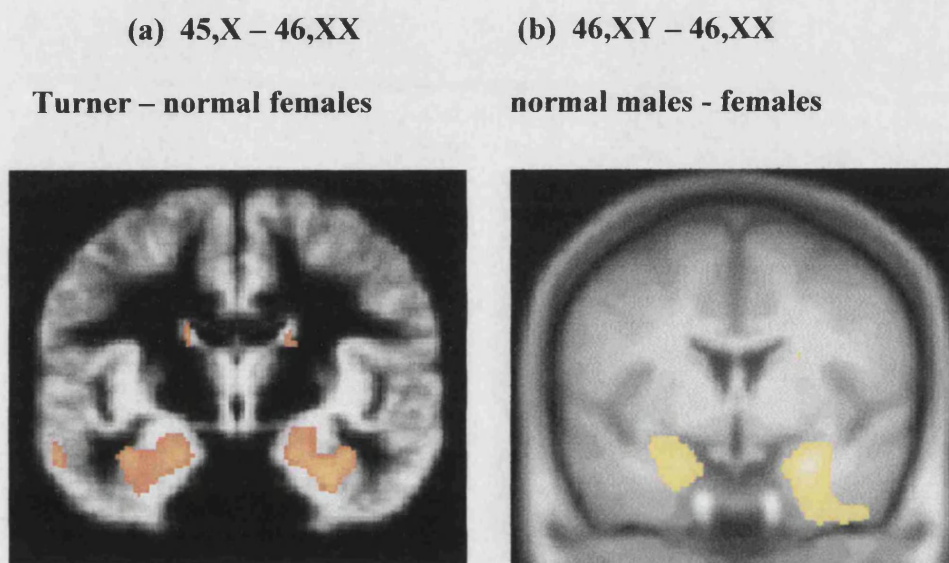 (a) 45,X – 46,XX
(b) 46,XY – 46,XX
Turner – normal females
normal males - females